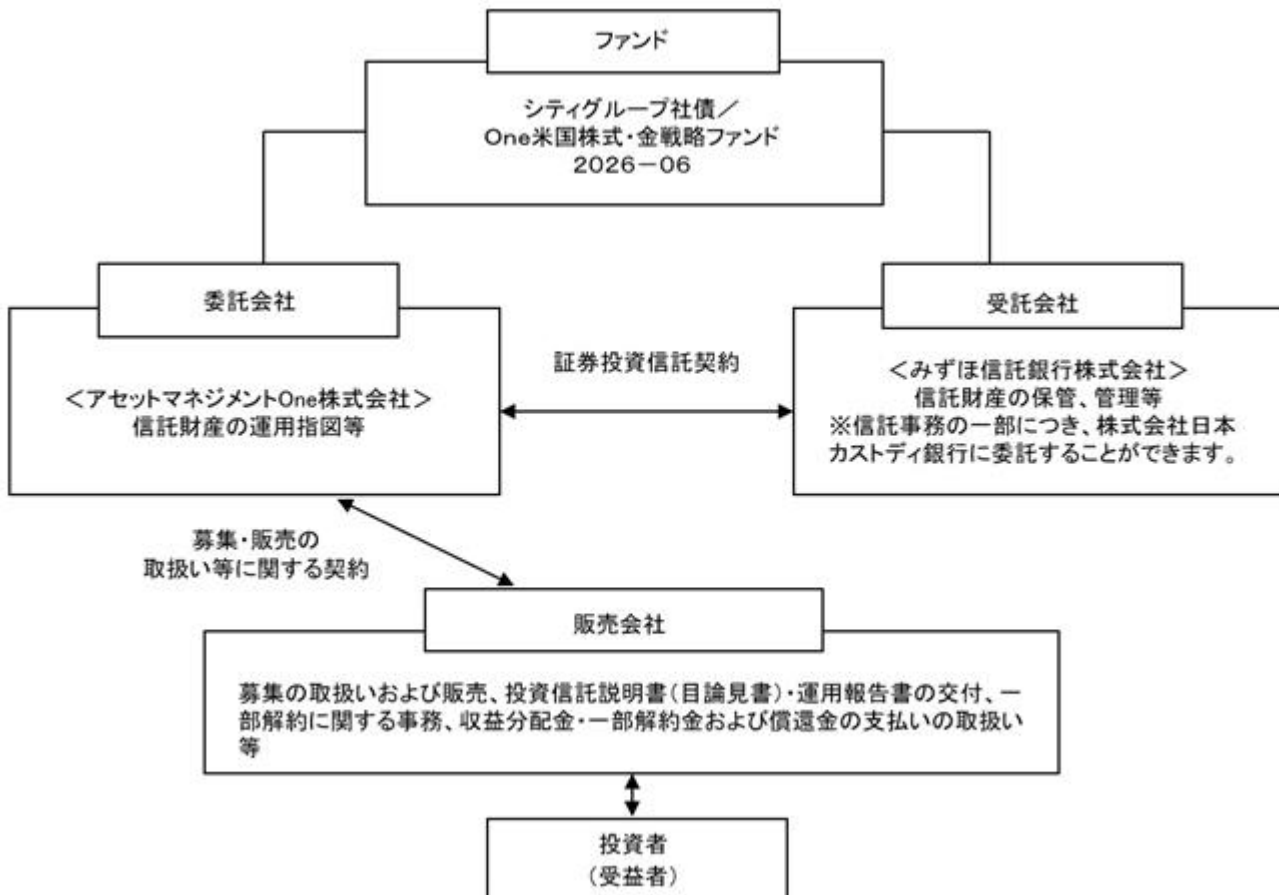 ファンド
シティグループ社債／
One米国株式・金戦略ファンド
2026－06
委託会社
＜アセットマネジメントOne株式会社＞
信託財産の運用指図等
証券投資信託契約
受託会社
＜みずほ信託銀行株式会社＞
信託財産の保管、管理等
※信託事務の一部につき、株式会社日本
カストディ銀行に委託することができます。
募集・販売の
取扱い等に関する契約
販売会社
募集の取扱いおよび販売、投資信託説明書（目論見書）・運用報告書の交付、一
部解約に関する事務、収益分配金・一部解約金および償還金の支払いの取扱い
等
投資者
（受益者）